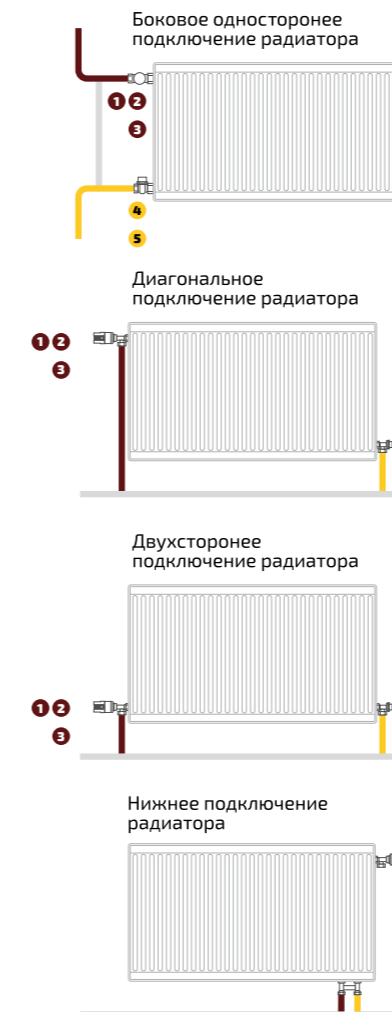 Боковое односторонее
подключение радиатора
1 2
3
4
5
Диагональное
подключение радиатора
1 2
3
Двухсторонее
подключение радиатора
1 2
3
Нижнее подключение
радиатора